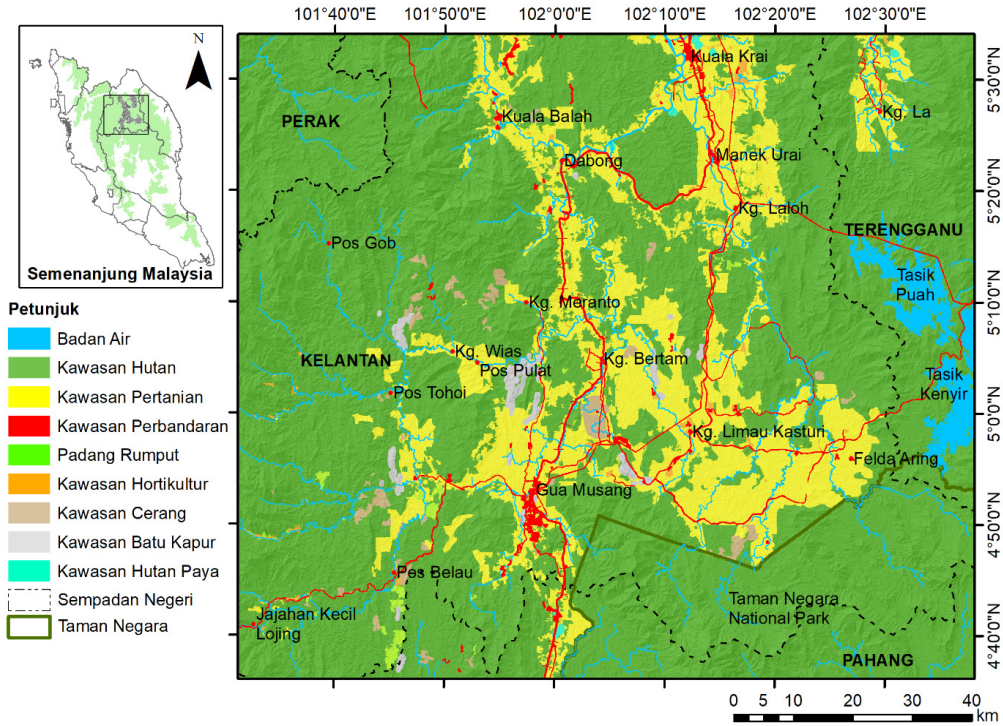 101°40'0"E 101°50'0"E 102°0'0"E 102°10'0"E 102°20'0"E 102°30'0"E
N
Semenanjung Malaysia
Petunjuk
Badan Air
Kawasan Hutan
Kawasan Pertanian
Kawasan Perbandaran
Padang Rumput
Kawasan Hortikultur
Kawasan Cerang
Kawasan Batu Kapur
Kawasan Hutan Paya
Sempadan Negeri
Taman Negara
Kuala Krai
PERAK
Kuala Balah
Kg. La
Dabong
Manek Urai
Kg. Laloh
Pos Gob
TERENGGANU
Tasik
Puah
Kg. Meranto
KELANTAN
Kg. Wias
Pos Pulat
Kg. Bertam
Tasik
Kenyir
Pos Tohoi
Kg. Limau Kasturi
Felda Aring
Gua Musang
Pos Belau
Taman Negara
National Park
Jajahan Kecil
Lojing
PAHANG
5°30'0"N
5°20'0"N
5°10'0"N
5°0'0"N
4°50'0"N
4°40'0"N
0 5 10 20 30 40
km